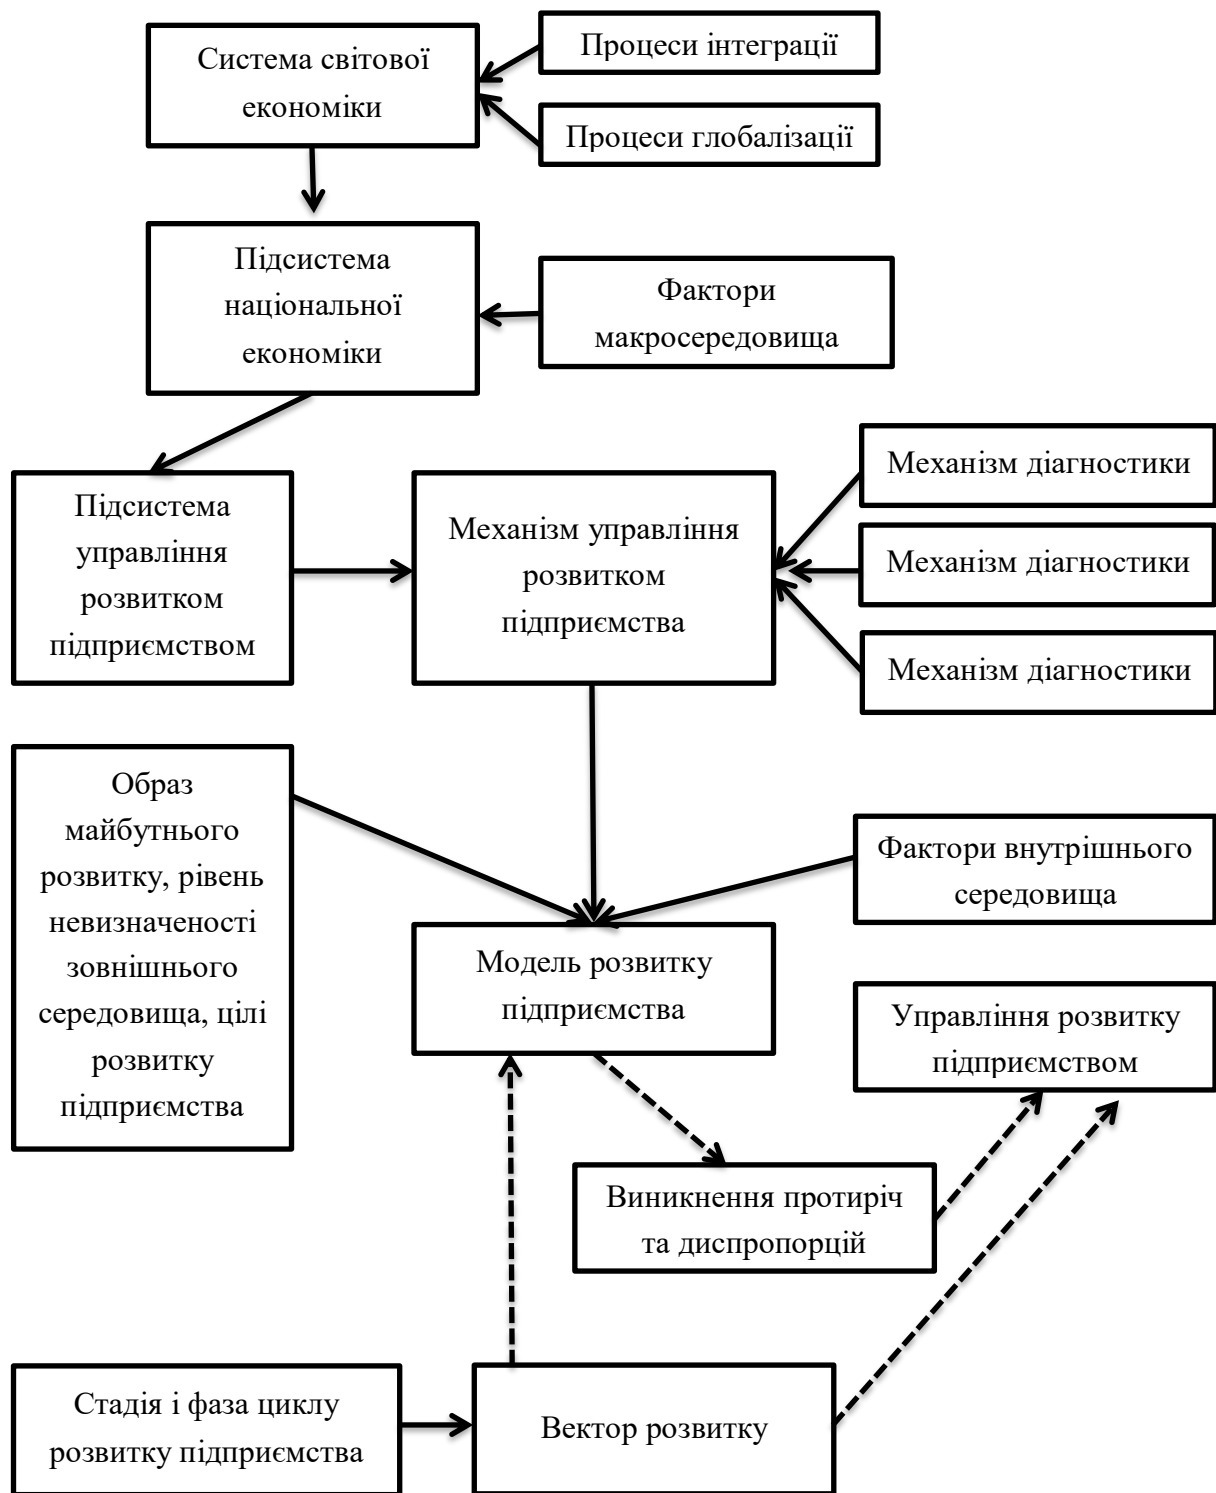 Система світової
економіки
Процеси інтеграції
Процеси глобалізації
Підсистема
національної
економіки
Фактори
макросередовища
Підсистема
управління
розвитком
підприємством
Механізм управління
розвитком
підприємства
Механізм діагностики
Механізм діагностики
Механізм діагностики
Образ
майбутнього
розвитку, рівень
невизначеності
зовнішнього
середовища, цілі
розвитку
підприємства
Фактори внутрішнього
середовища
Модель розвитку
підприємства
Управління розвитку
підприємством
Виникнення протиріч
та диспропорцій
Стадія і фаза циклу
розвитку підприємства
Вектор розвитку